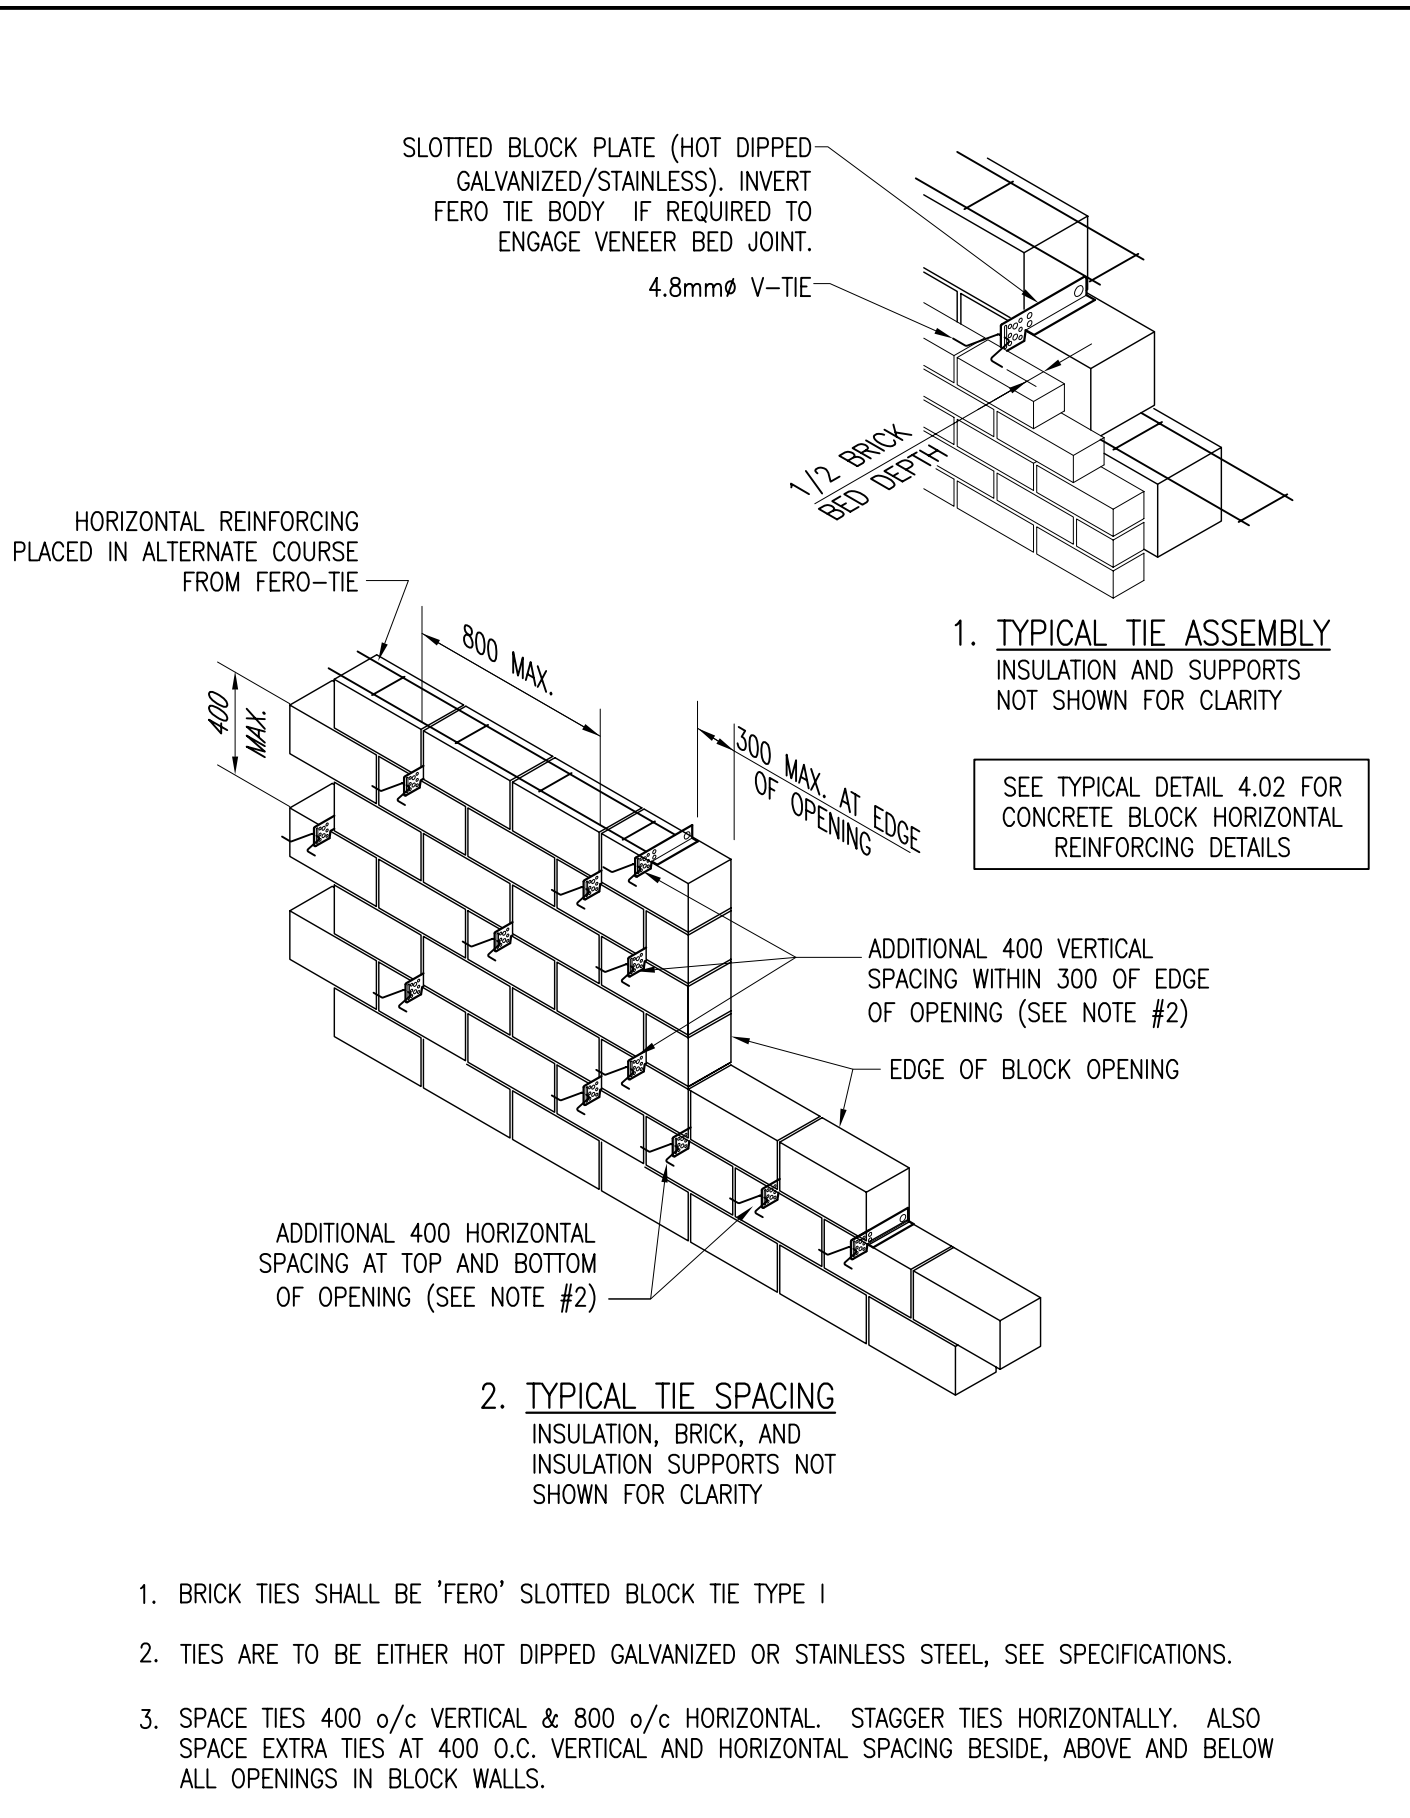 SLOTTED BLOCK PLATE (HOT DIPPED
GALVANIZED/STAINLESS). INVERT
FERO TIE BODY IF REQUIRED TO
ENGAGE VENEER BED JOINT.
4.8mmø V-TIE
1/2 BRICK
BED DEPTH
1. TYPICAL TIE ASSEMBLY
INSULATION AND SUPPORTS
NOT SHOWN FOR CLARITY
SEE TYPICAL DETAIL 4.02 FOR
CONCRETE BLOCK HORIZONTAL
REINFORCING DETAILS
HORIZONTAL REINFORCING
PLACED IN ALTERNATE COURSE
FROM FERO-TIE
800 MAX.
400
MAX.
300 MAX. AT EDGE
OF OPENING
ADDITIONAL 400 VERTICAL
SPACING WITHIN 300 OF EDGE
OF OPENING (SEE NOTE #2)
EDGE OF BLOCK OPENING
ADDITIONAL 400 HORIZONTAL
SPACING AT TOP AND BOTTOM
OF OPENING (SEE NOTE #2)
2. TYPICAL TIE SPACING
INSULATION, BRICK, AND
INSULATION SUPPORTS NOT
SHOWN FOR CLARITY
1. BRICK TIES SHALL BE 'FERO' SLOTTED BLOCK TIE TYPE I
2. TIES ARE TO BE EITHER HOT DIPPED GALVANIZED OR STAINLESS STEEL, SEE SPECIFICATIONS.
3. SPACE TIES 400 o/c VERTICAL & 800 o/c HORIZONTAL. STAGGER TIES HORIZONTALLY. ALSO
SPACE EXTRA TIES AT 400 O.C. VERTICAL AND HORIZONTAL SPACING BESIDE, ABOVE AND BELOW
ALL OPENINGS IN BLOCK WALLS.